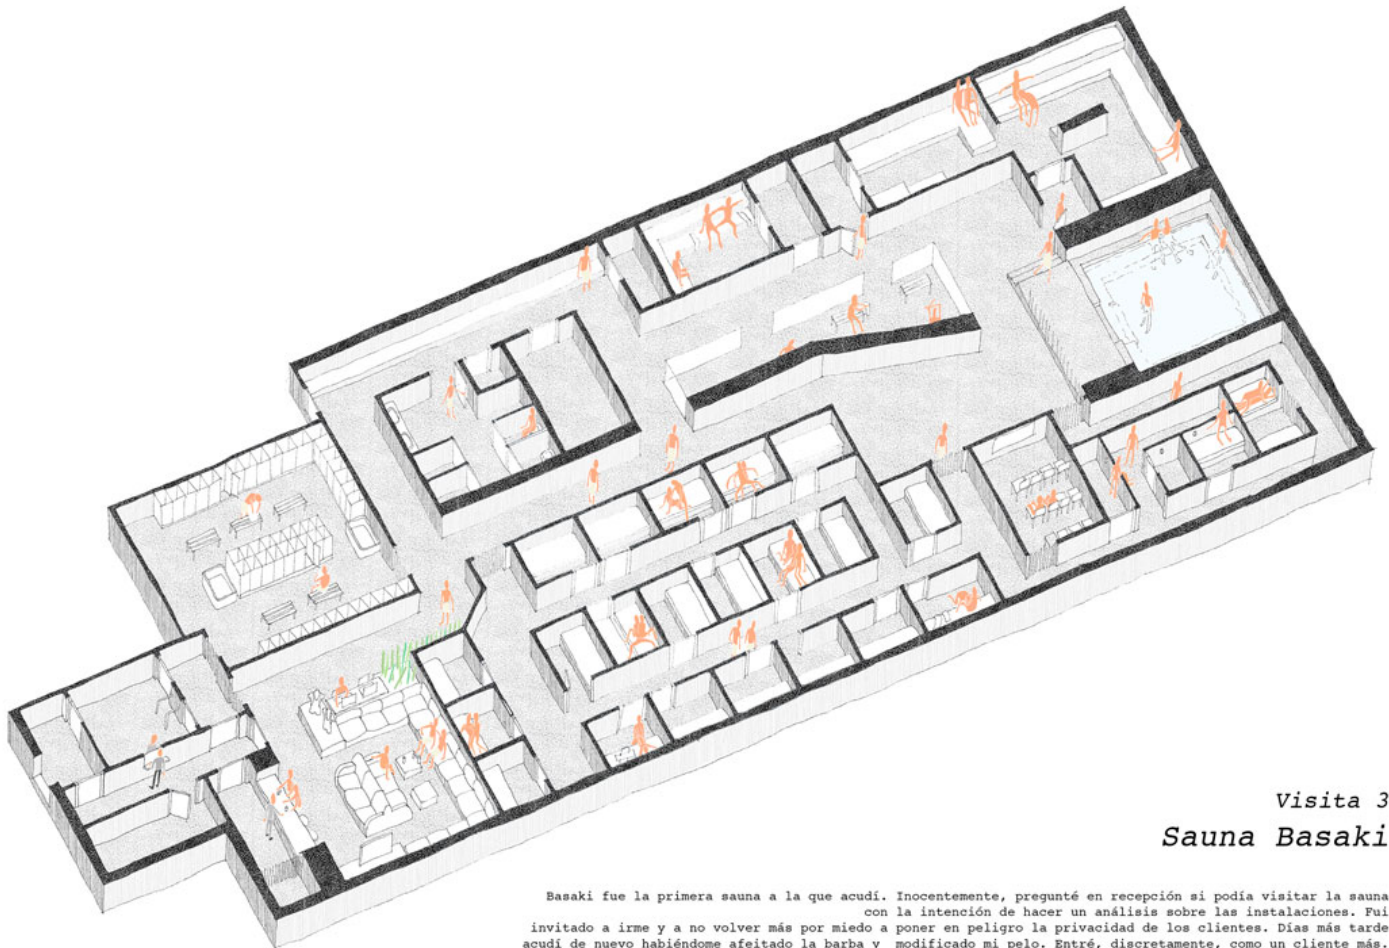 Visita 3
Sauna Basaki
Basaki fue la primera sauna a la que acudí. Inocentemente, pregunté en recepción si podía visitar la sauna
con la intención de hacer un análisis sobre las instalaciones. Fui
invitado a irme y a no volver más por miedo a poner en peligro la privacidad de los clientes. Días más tarde
acudí de nuevo habiéndome afeitado la barba y modificado mi pelo. Entré, discretamente, como un cliente más.